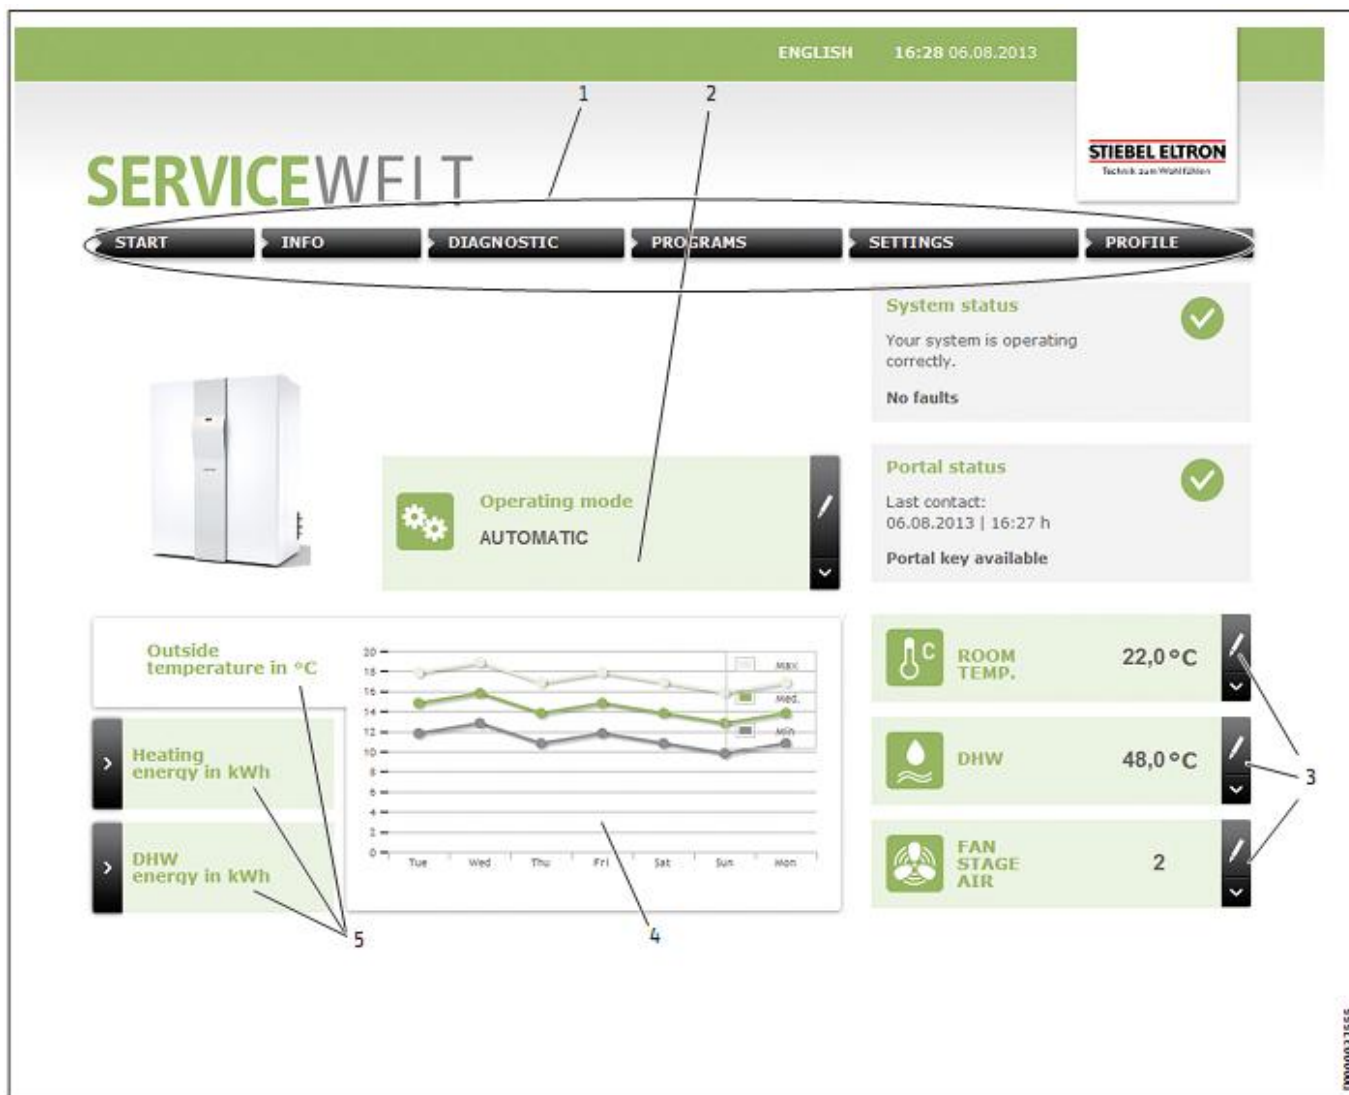 ENGLISH 16:28 06.08.2013
1 2
STIEBEL ELTRON
Technik zum Wohlfühlen
SERVICEWELT
START INFO DIAGNOSTIC PROGRAMS SETTINGS PROFILE
System status
Your system is operating
correctly.
No faults
Operating mode
AUTOMATIC
Portal status
Last contact:
06.08.2013 | 16:27 h
Portal key available
Outside
temperature in °C
Heating
energy in kWh
DHW
energy in kWh
20
18
16
14
12
10
8
6
4
2
0
Max.
Med.
Min
Tue Wed Thu Fri Sat Sun Mon
C
ROOM
TEMP.
22,0°C
DHW
48,0°C
FAN
STAGE
AIR
2
3
4
5